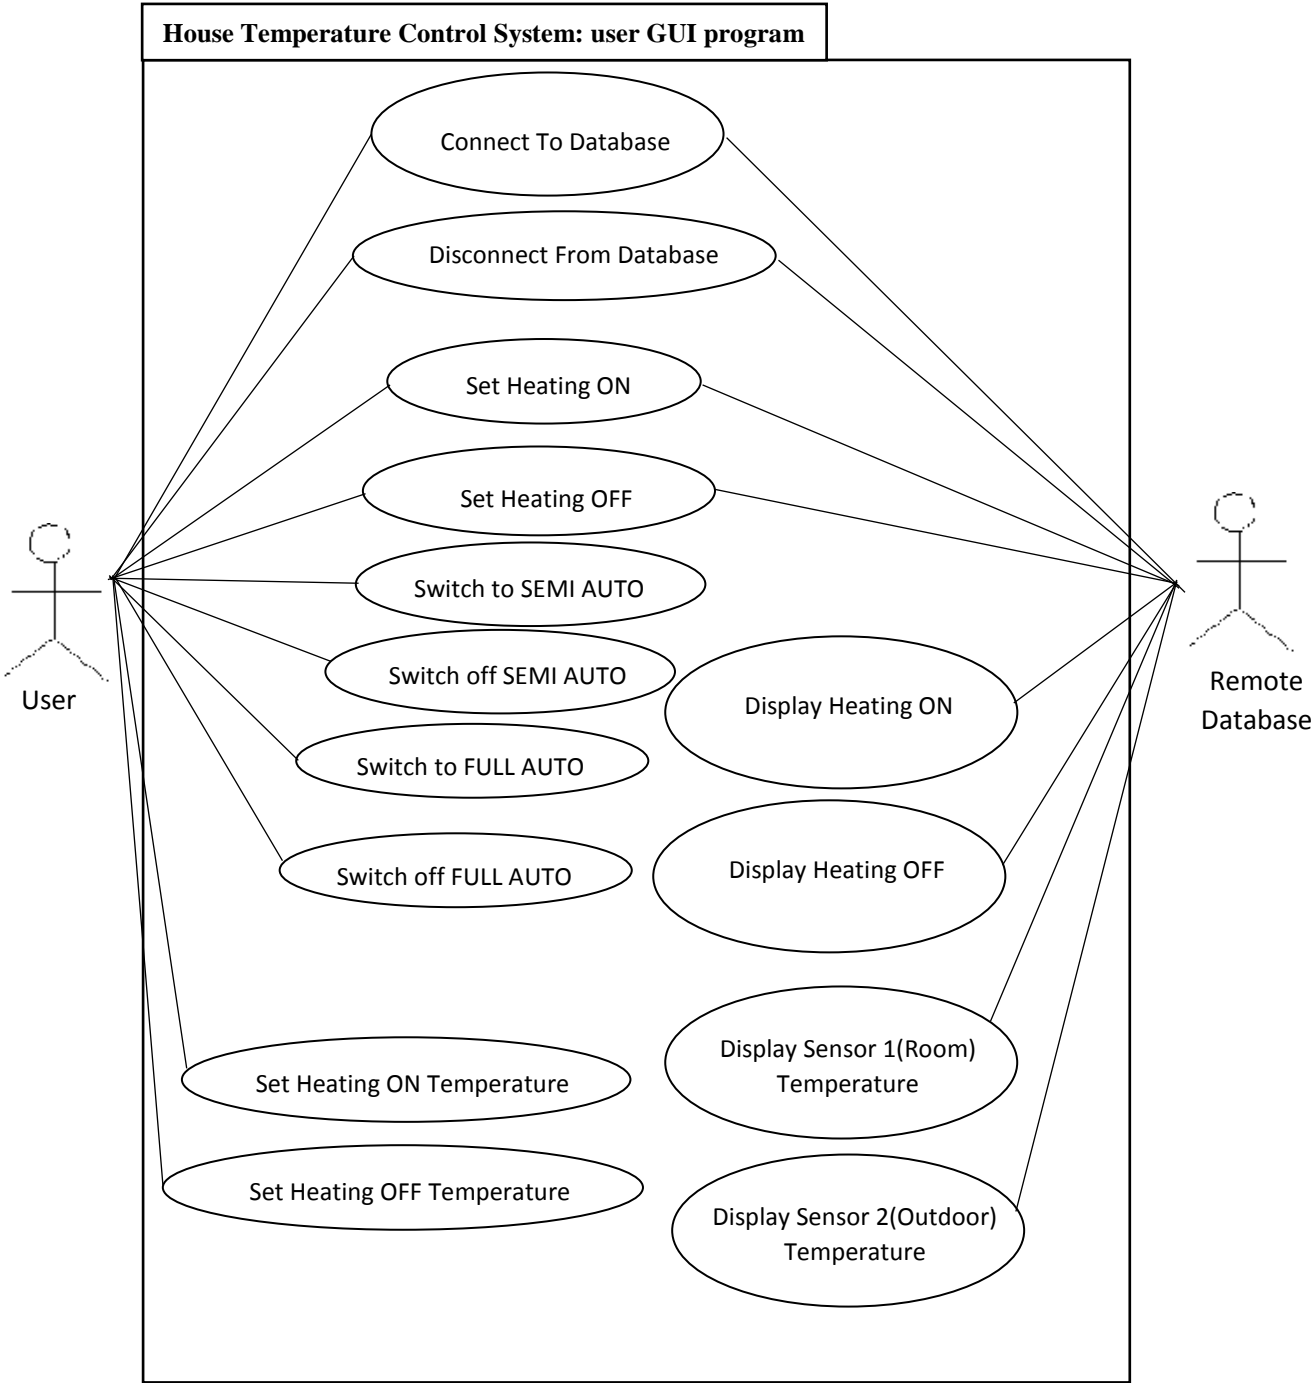 House Temperature Control System: user GUI program
Connect To Database
Disconnect From Database
Set Heating ON
Set Heating OFF
Switch to SEMI AUTO
Switch off SEMI AUTO
Switch to FULL AUTO
Switch off FULL AUTO
Set Heating ON Temperature
Set Heating OFF Temperature
Display Heating ON
Display Heating OFF
Display Sensor 1(Room)
Temperature
Display Sensor 2(Outdoor)
Temperature
User
Remote
Database